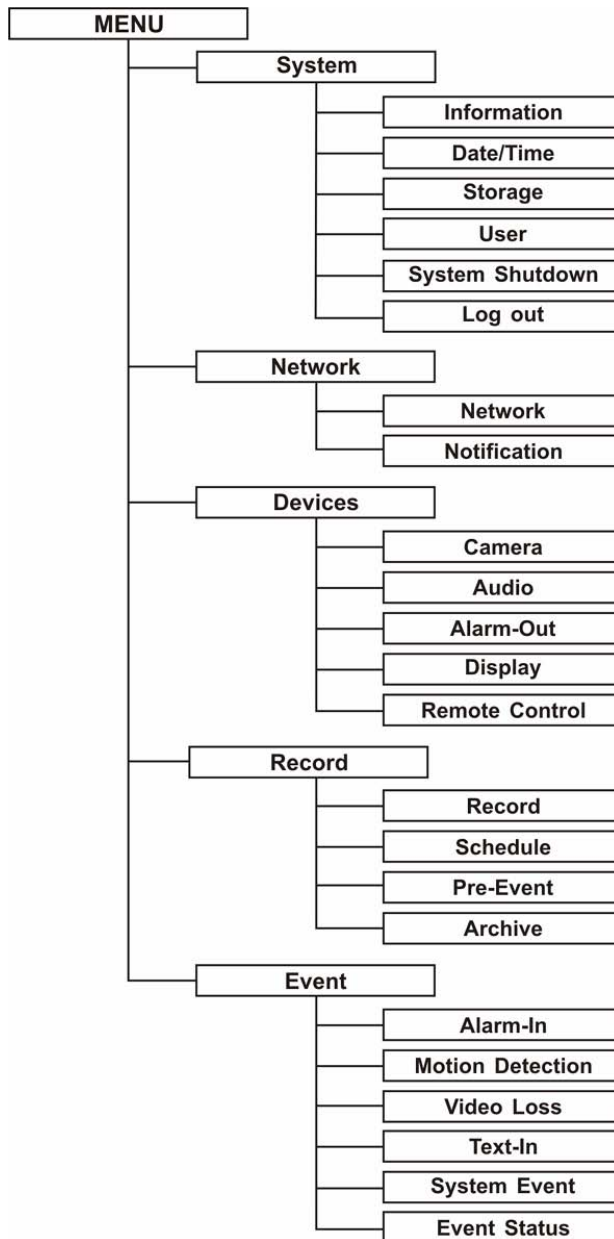 MENU
System
Information
Date/Time
Storage
User
System Shutdown
Log out
Network
Network
Notification
Devices
Camera
Audio
Alarm-Out
Display
Remote Control
Record
Record
Schedule
Pre-Event
Archive
Event
Alarm-In
Motion Detection
Video Loss
Text-In
System Event
Event Status